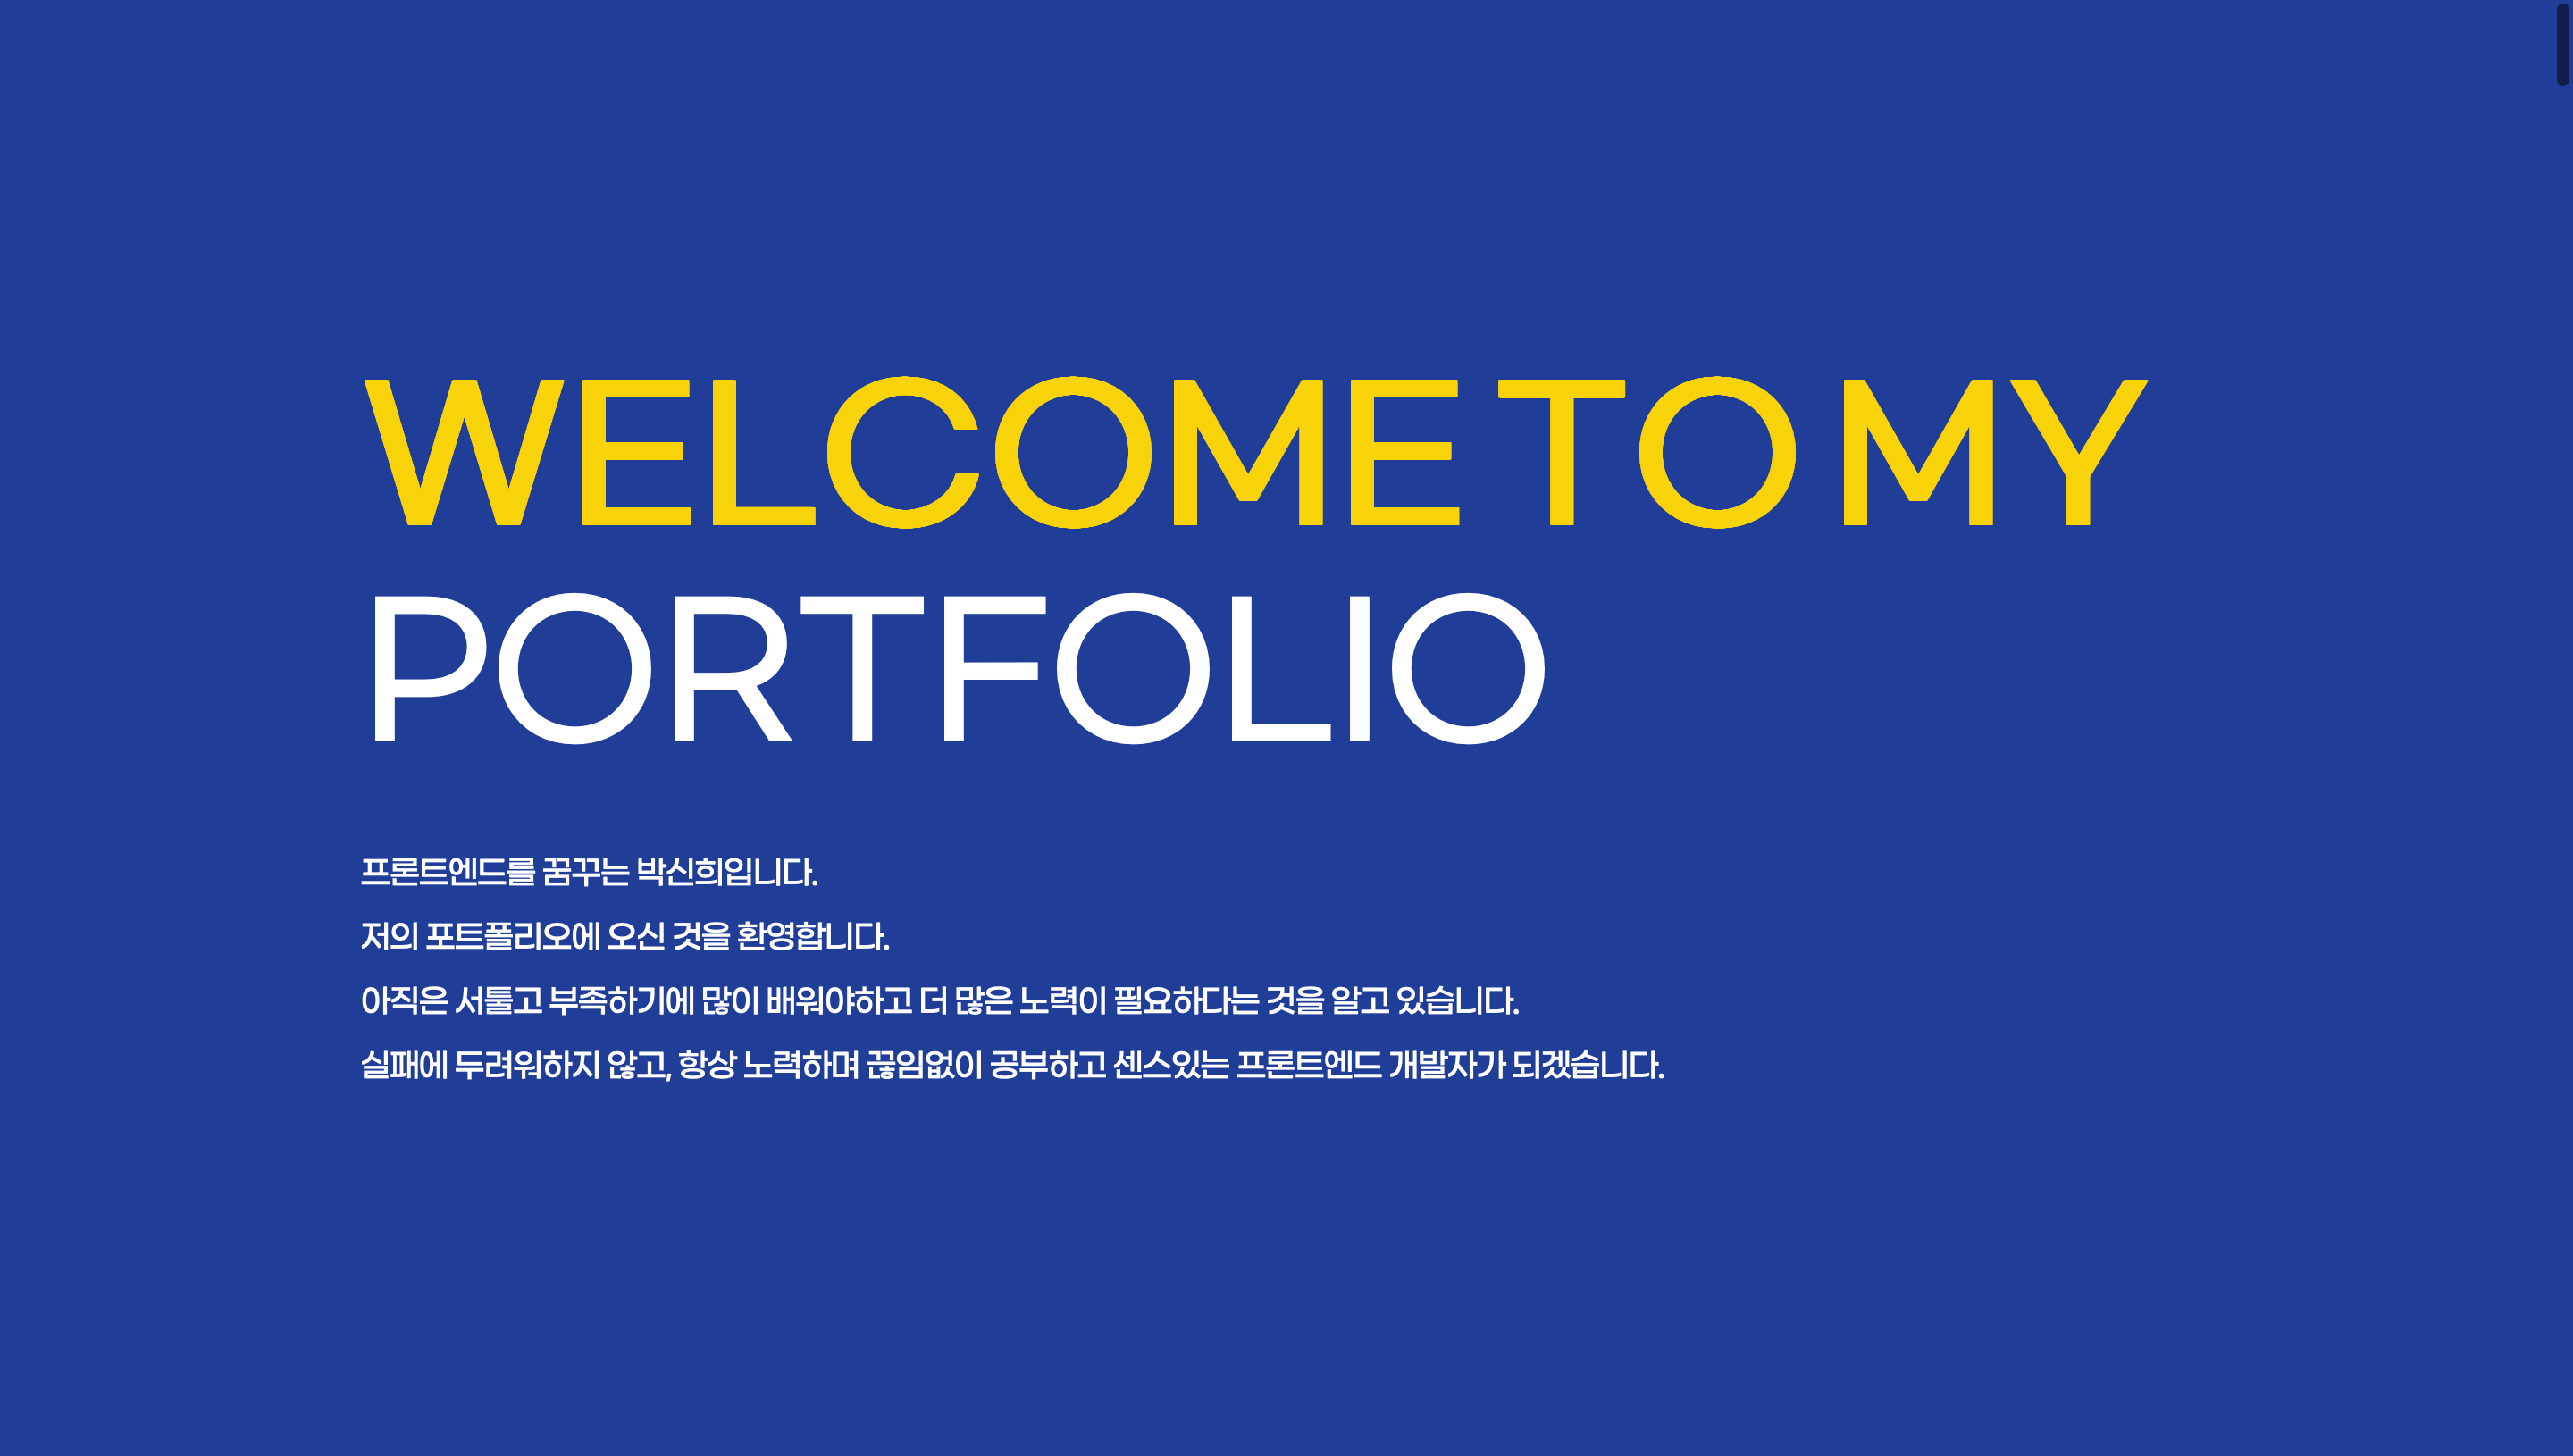 WELCOME TO MY
PORTFOLIO
프론트엔드를 꿈꾸는 박신희입니다.
저의 포트폴리오에 오신 것을 환영합니다.
아직은 서툴고 부족하기에 많이 배워야하고 더 많은 노력이 필요하다는 것을 알고 있습니다.
실패에 두려워하지 않고, 항상 노력하며 끊임없이 공부하고 센스있는 프론트엔드 개발자가 되겠습니다.